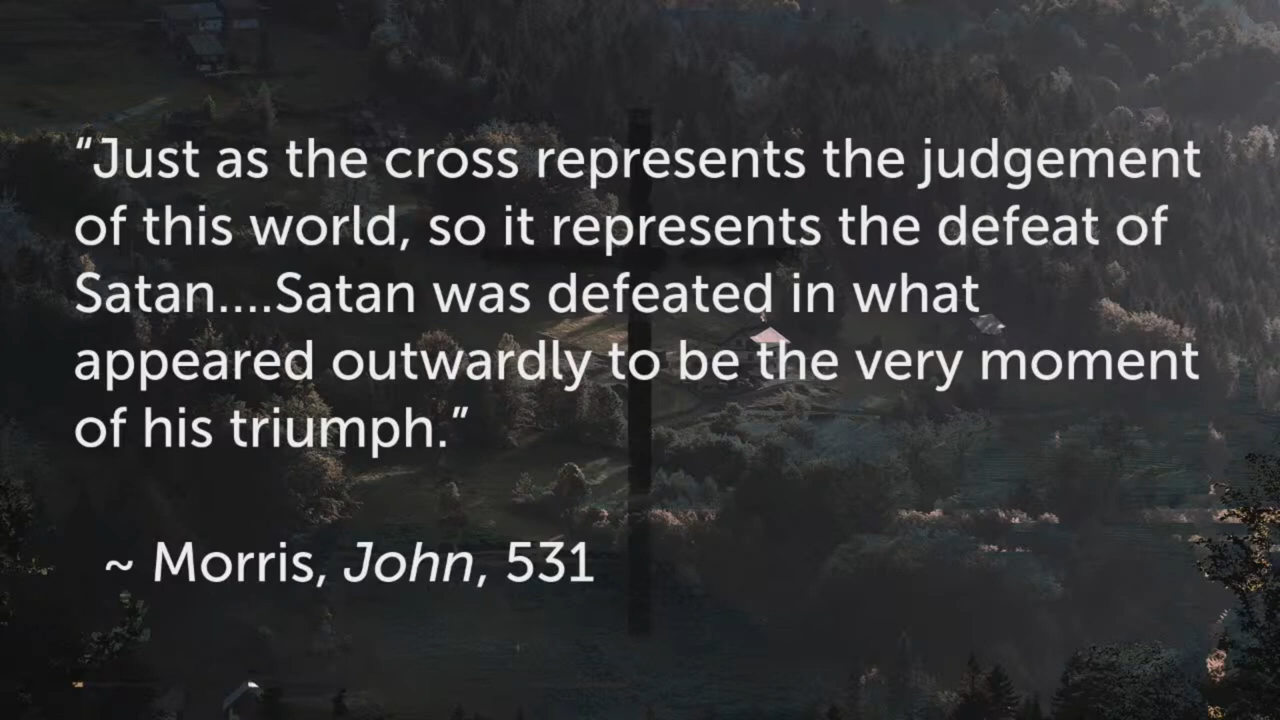 “Just as the cross represents the judgement
of this world, so it represents the defeat of
Satan....Satan was defeated in what
appeared outwardly to be the very moment
of his triumph.”
~ Morris, John, 531